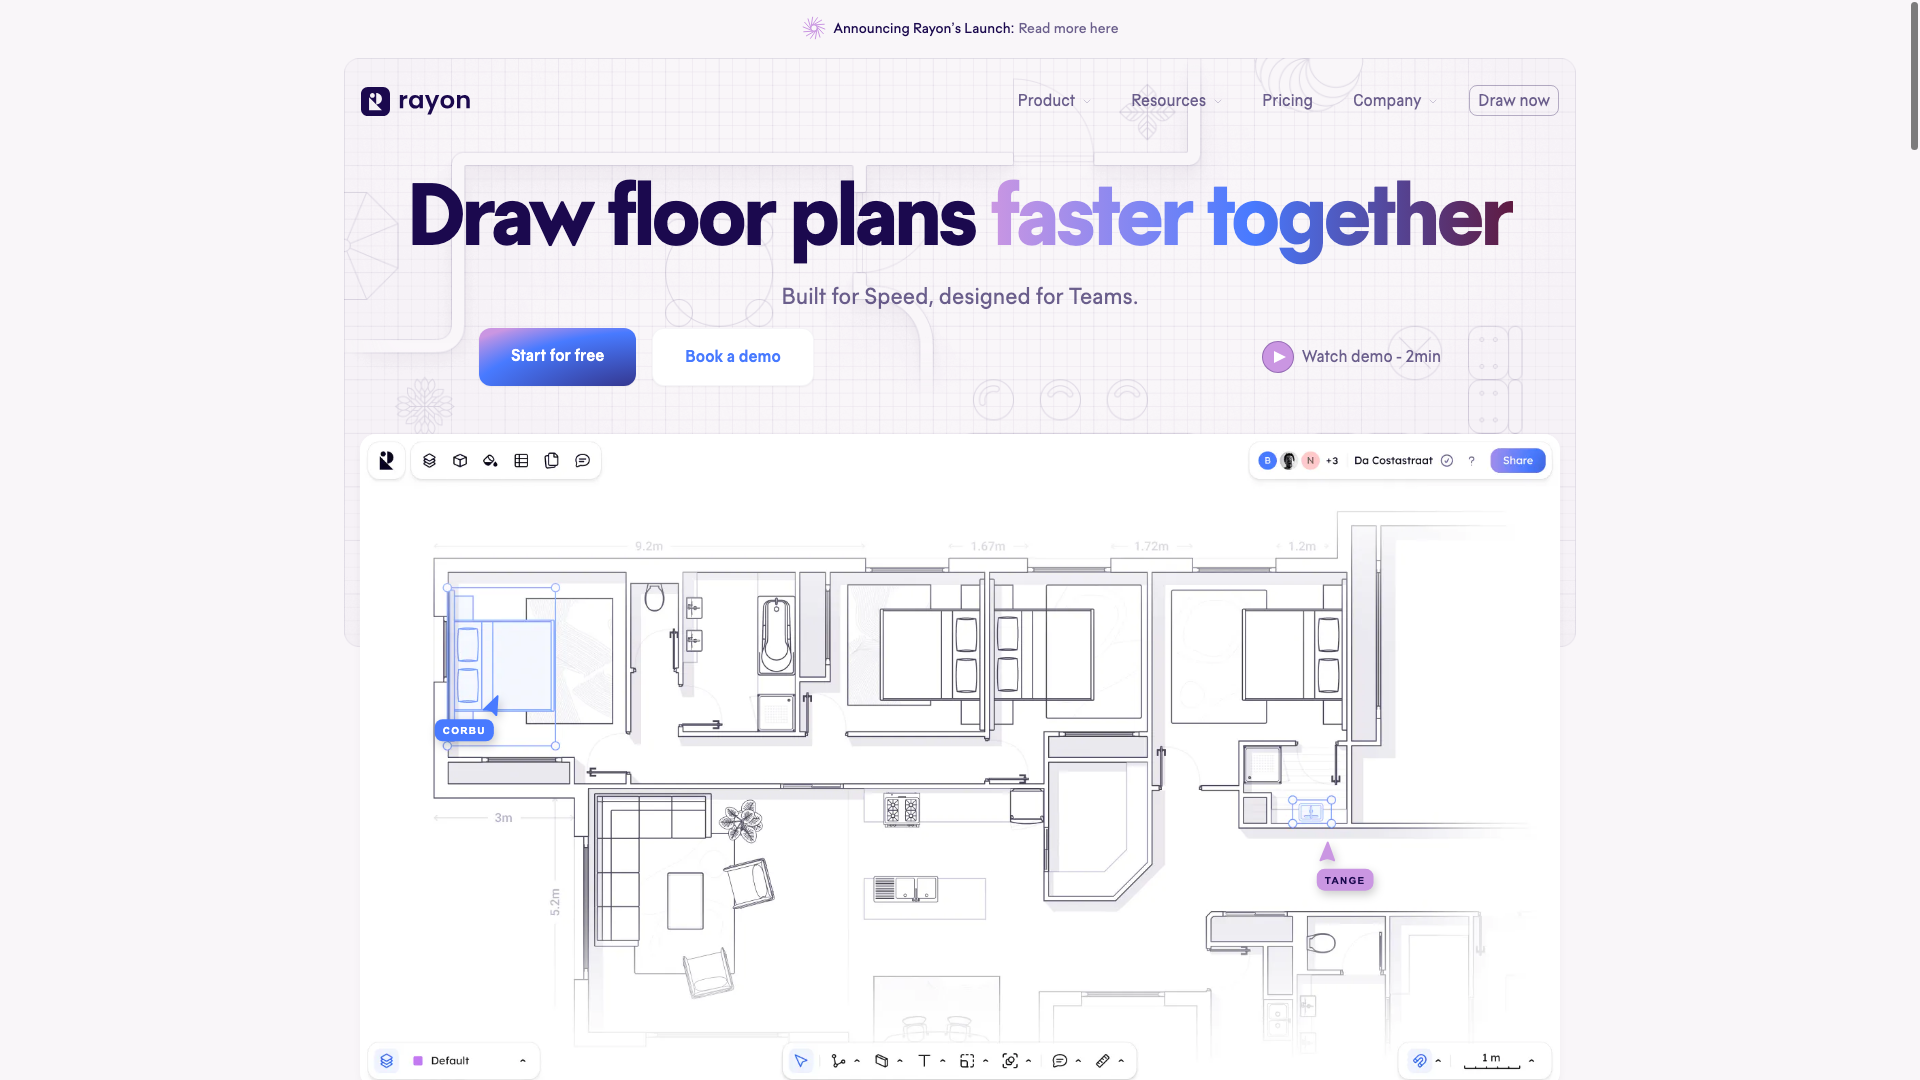 Announcing Rayon's Launch: Read more here
rayon
Product
Resources
Pricing
Company
Draw now
Draw floor plans faster together
Built for Speed, designed for Teams.
Start for free
Book a demo
Watch demo - 2min
B
N
+3
Da Costastraat
?
Share
9.2m
1.67m
1.72m
1.2m
CORBU
3m
5.2m
TANGE
Default
1 m